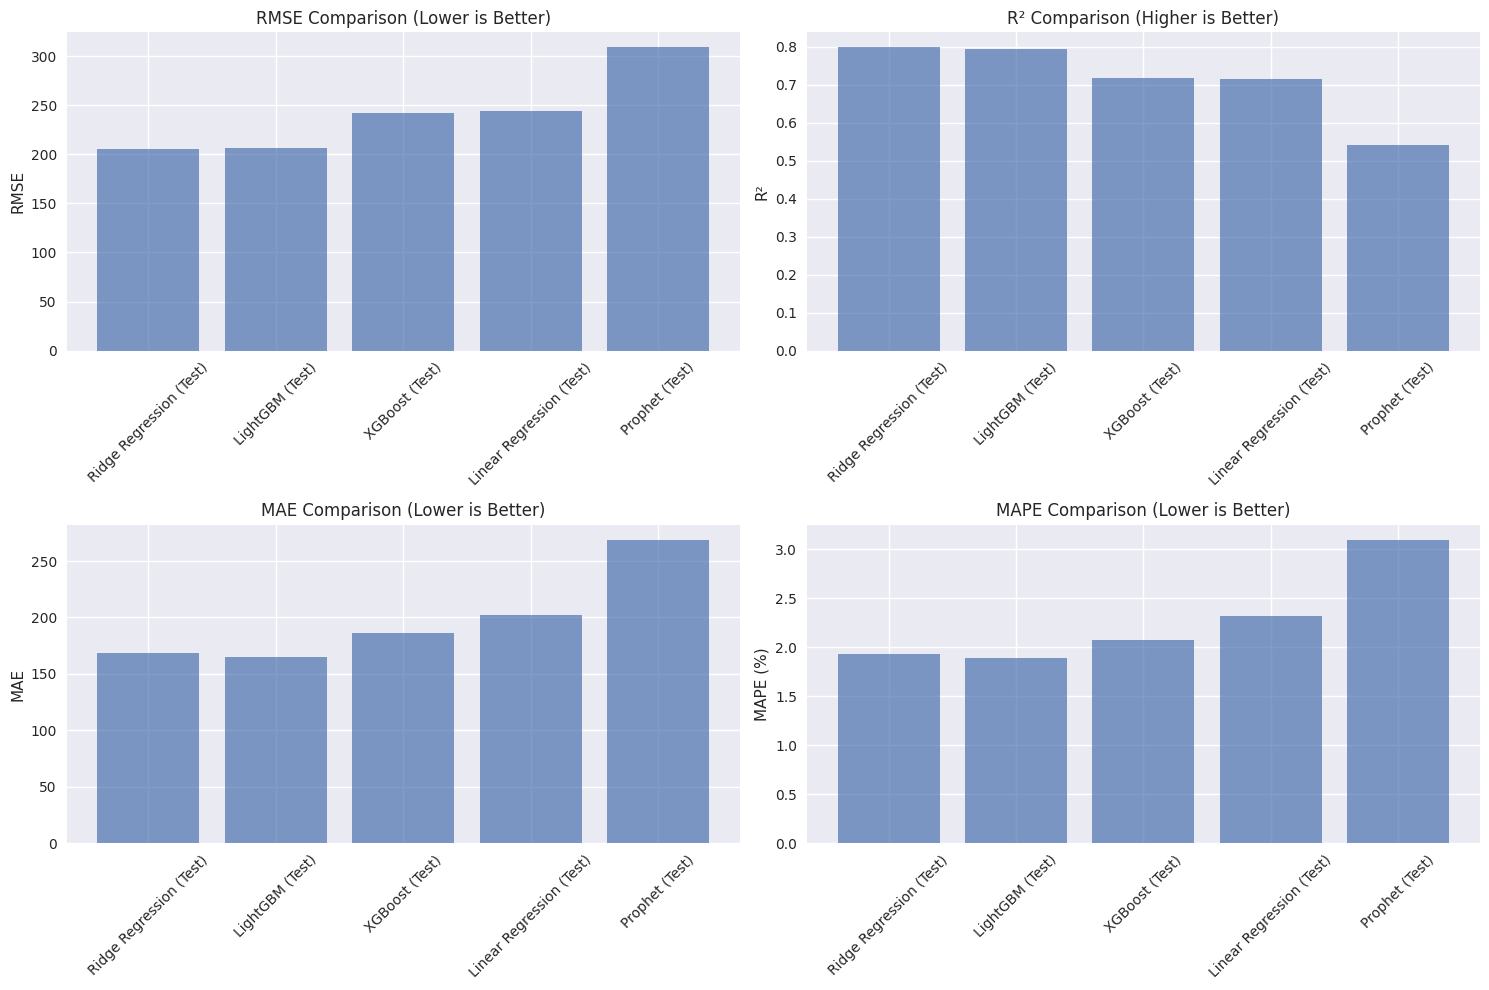 RMSE Comparison (Lower is Better)
300
250
200
150
100
50
0
RMSE
Ridge Regression (Test)
LightGBM (Test)
XGBoost (Test)
Linear Regression (Test)
Prophet (Test)
R² Comparison (Higher is Better)
0.8
0.7
0.6
0.5
0.4
0.3
0.2
0.1
0.0
R²
Ridge Regression (Test)
LightGBM (Test)
XGBoost (Test)
Linear Regression (Test)
Prophet (Test)
MAE Comparison (Lower is Better)
250
200
150
100
50
0
MAE
Ridge Regression (Test)
LightGBM (Test)
XGBoost (Test)
Linear Regression (Test)
Prophet (Test)
MAPE Comparison (Lower is Better)
3.0
2.5
2.0
1.5
1.0
0.5
0.0
MAPE (%)
Ridge Regression (Test)
LightGBM (Test)
XGBoost (Test)
Linear Regression (Test)
Prophet (Test)